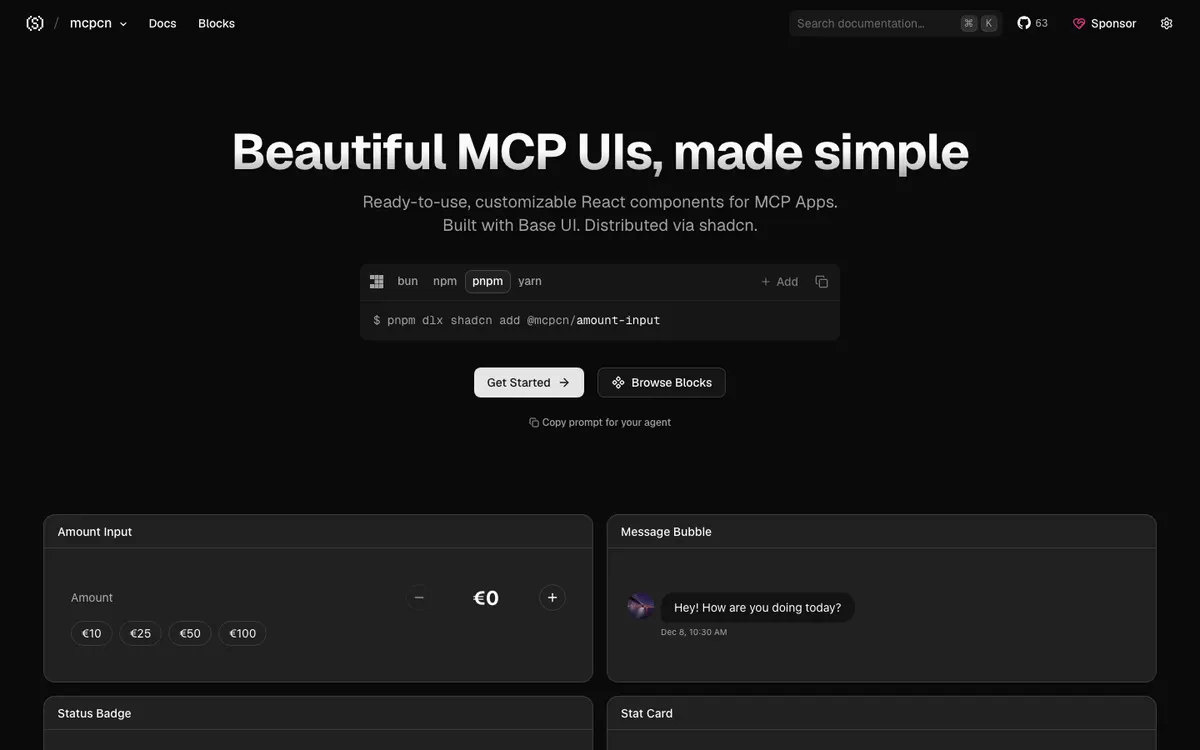 (S) / mcpcn Docs Blocks Search documentation... ⌘ K 63 Sponsor
Beautiful MCP UIs, made simple
Ready-to-use, customizable React components for MCP Apps.
Built with Base UI. Distributed via shadcn.
bun npm pnpm yarn + Add
$ pnpm dlx shadcn add @mcpcn/amount-input
Get Started → Browse Blocks
Copy prompt for your agent
Amount Input
Amount − €0 +
€10 €25 €50 €100
Message Bubble
Hey! How are you doing today?
Dec 8, 10:30 AM
Status Badge
Stat Card